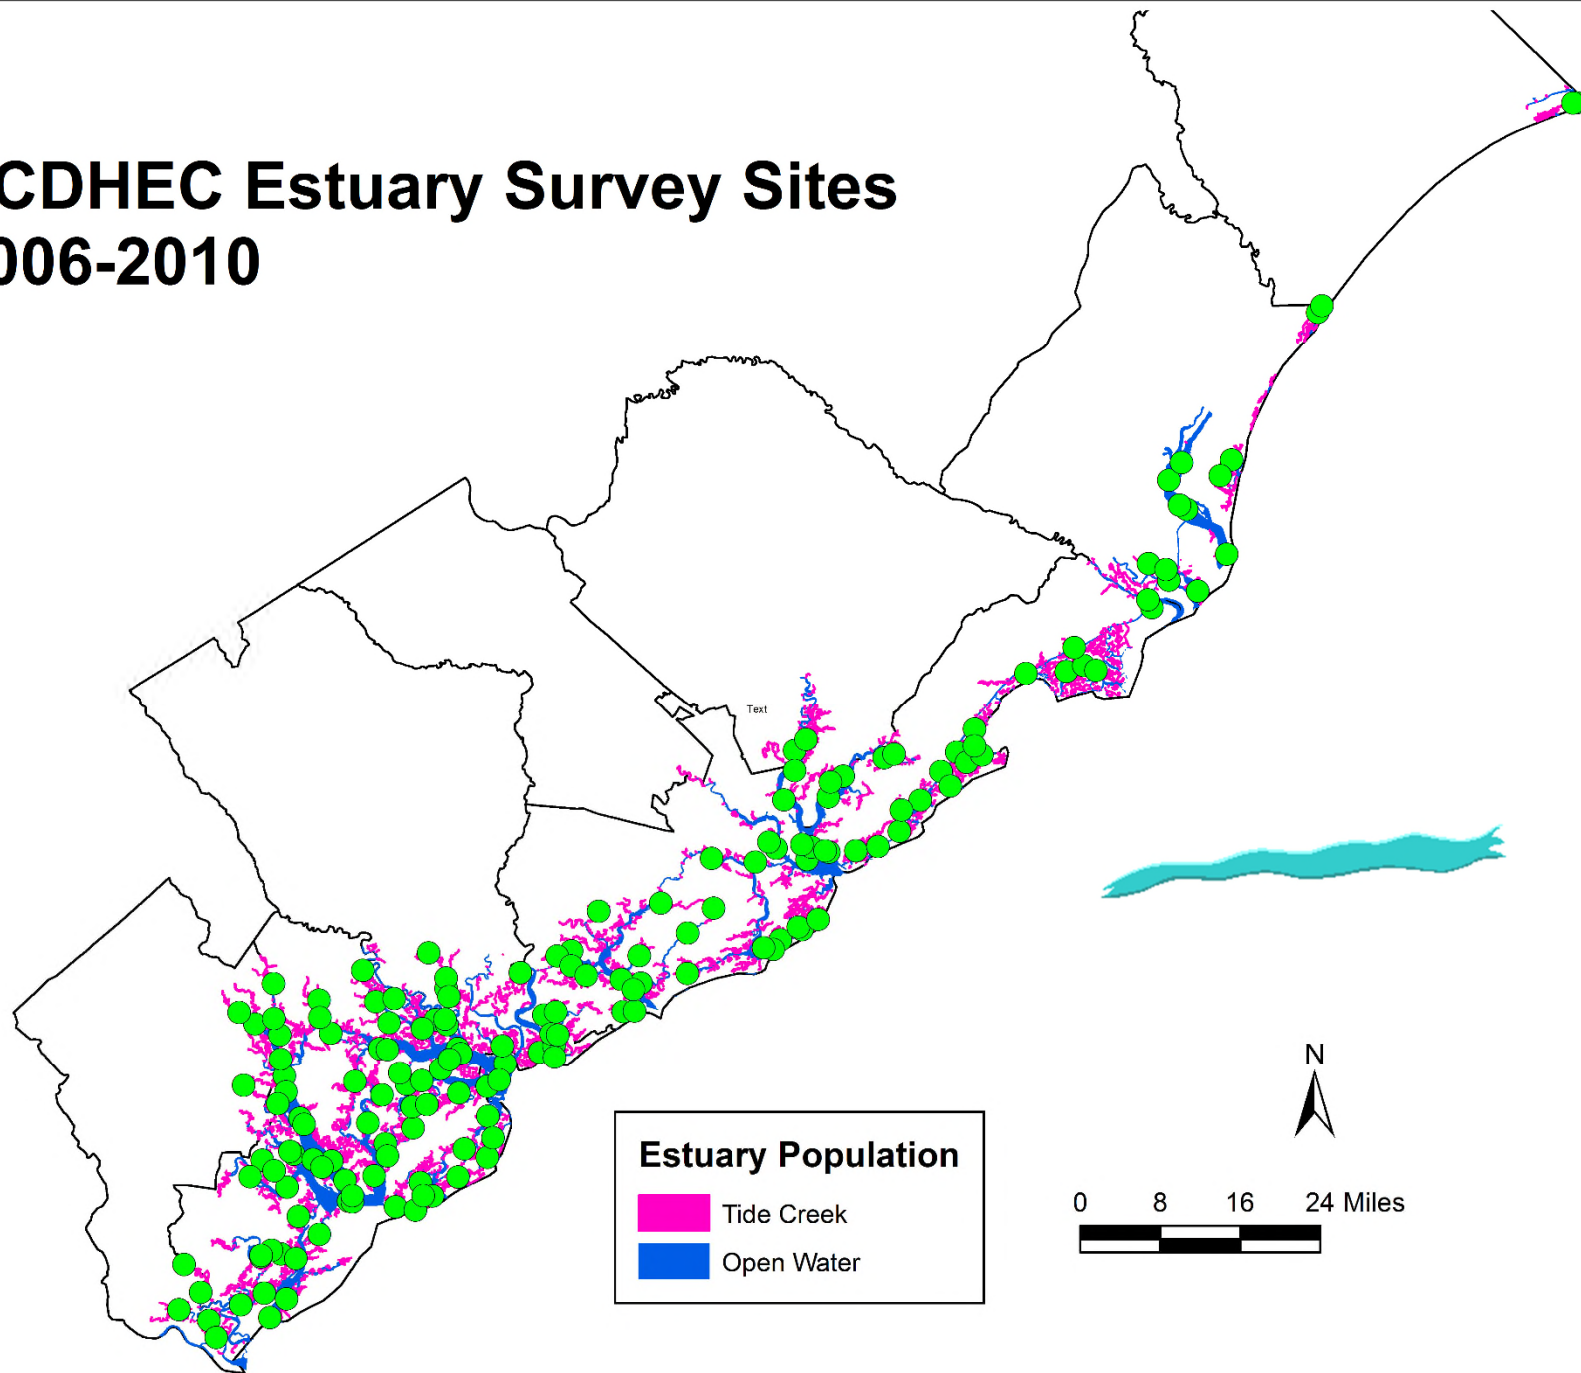 CDHEC Estuary Survey Sites
006-2010
Text
N
Estuary Population
Tide Creek
Open Water
0 8 16 24 Miles